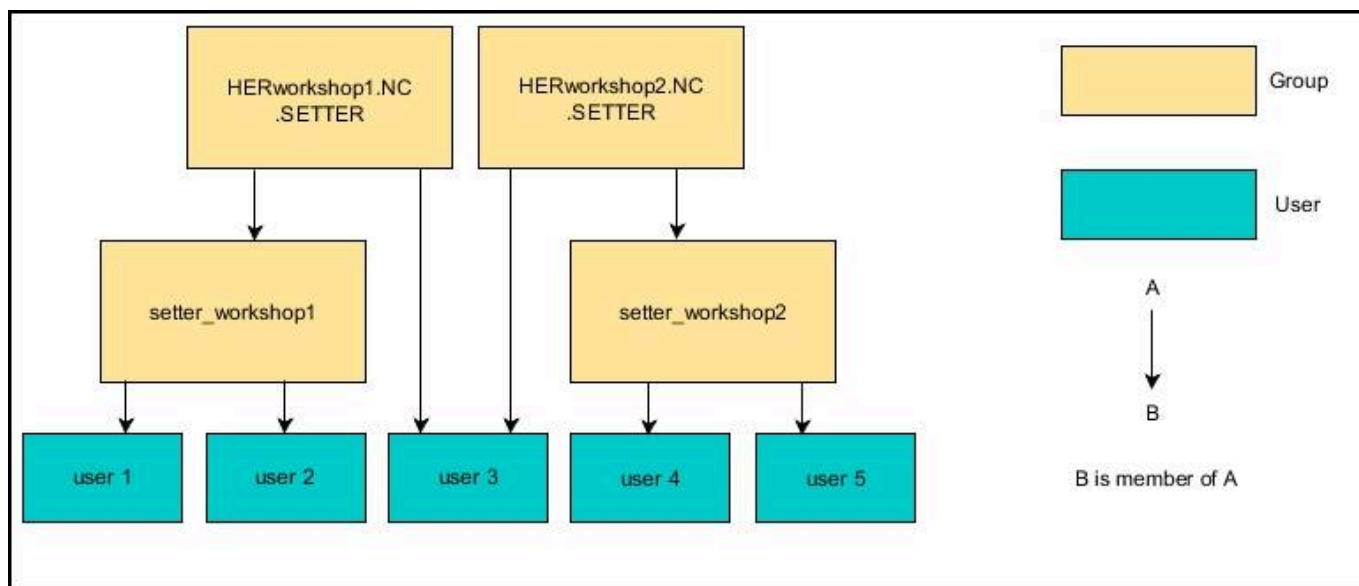 HERworkshop1.NC
.SETTER
HERworkshop2.NC
.SETTER
Group
User
setter_workshop1
setter_workshop2
A
B
user 1
user 2
user 3
user 4
user 5
B is member of A